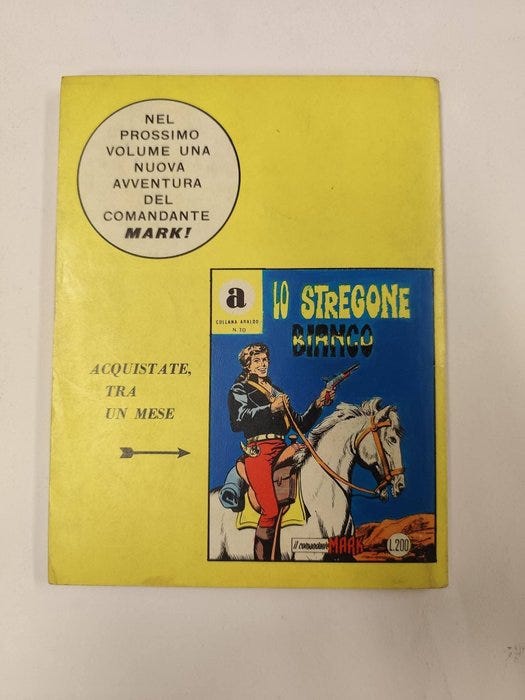 NEL
PROSSIMO
VOLUME UNA
NUOVA
AVVENTURA
DEL
COMANDANTE
MARK!
a
COLLANA ARALDO
N. 70
LO STREGONE
BIANCO
ACQUISTATE,
TRA
UN MESE
il comandante MARK
L.200